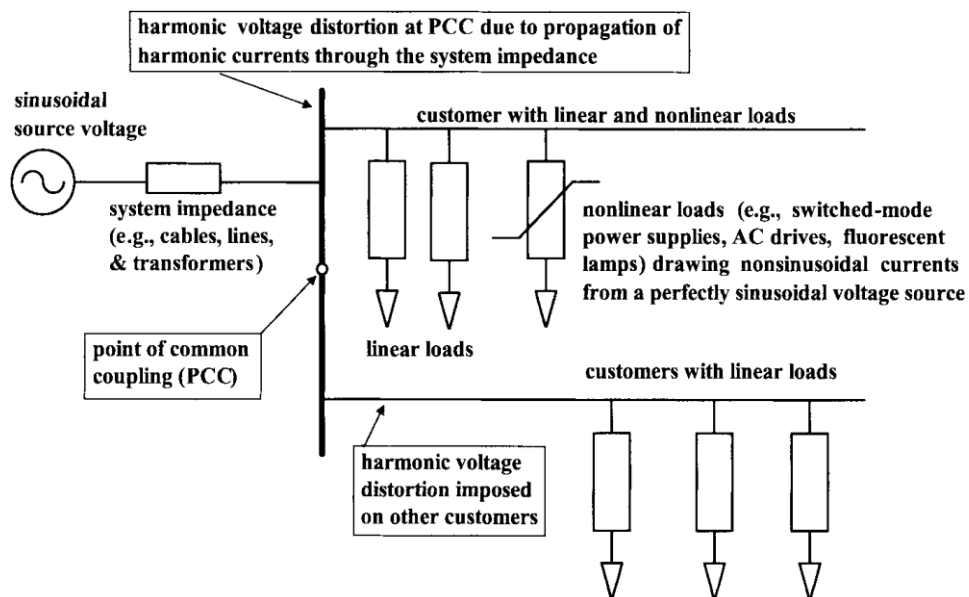 harmonic voltage distortion at PCC due to propagation of
harmonic currents through the system impedance
sinusoidal
source voltage
customer with linear and nonlinear loads
system impedance
(e.g., cables, lines,
& transformers)
nonlinear loads (e.g., switched-mode
power supplies, AC drives, fluorescent
lamps) drawing nonsinusoidal currents
from a perfectly sinusoidal voltage source
point of common
coupling (PCC)
linear loads
customers with linear loads
harmonic voltage
distortion imposed
on other customers